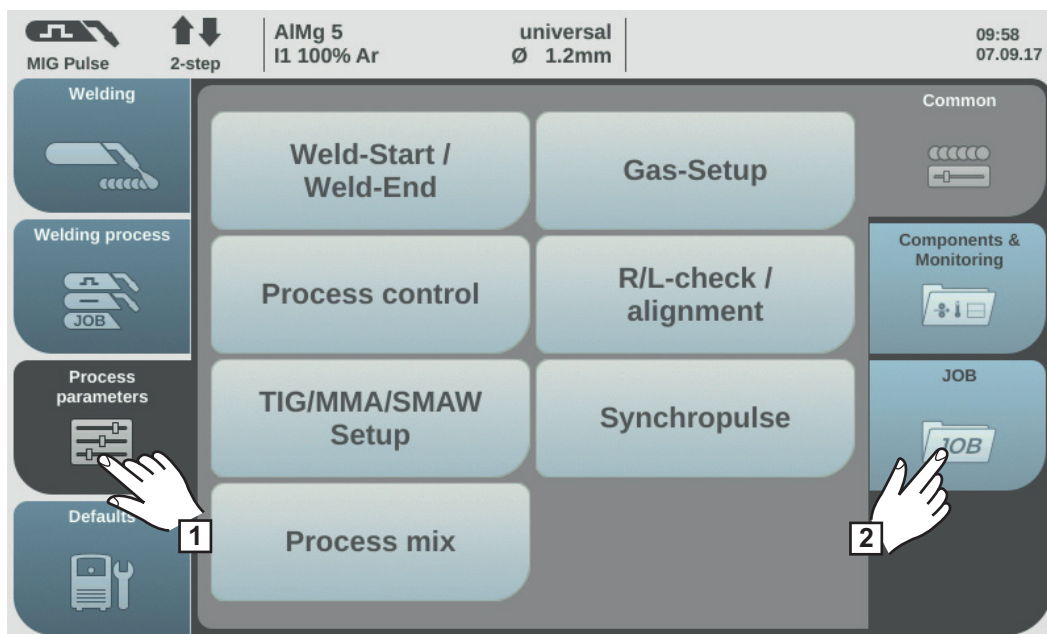 MIG Pulse
2-step
AlMg 5
I1 100% Ar
universal
Ø 1.2mm
09:58
07.09.17
Welding
Welding process
JOB
Process
parameters
1
Defaults
Weld-Start /
Weld-End
Gas-Setup
Process control
R/L-check /
alignment
TIG/MMA/SMAW
Setup
Synchropulse
Process mix
Common
Components &
Monitoring
JOB
JOB
2